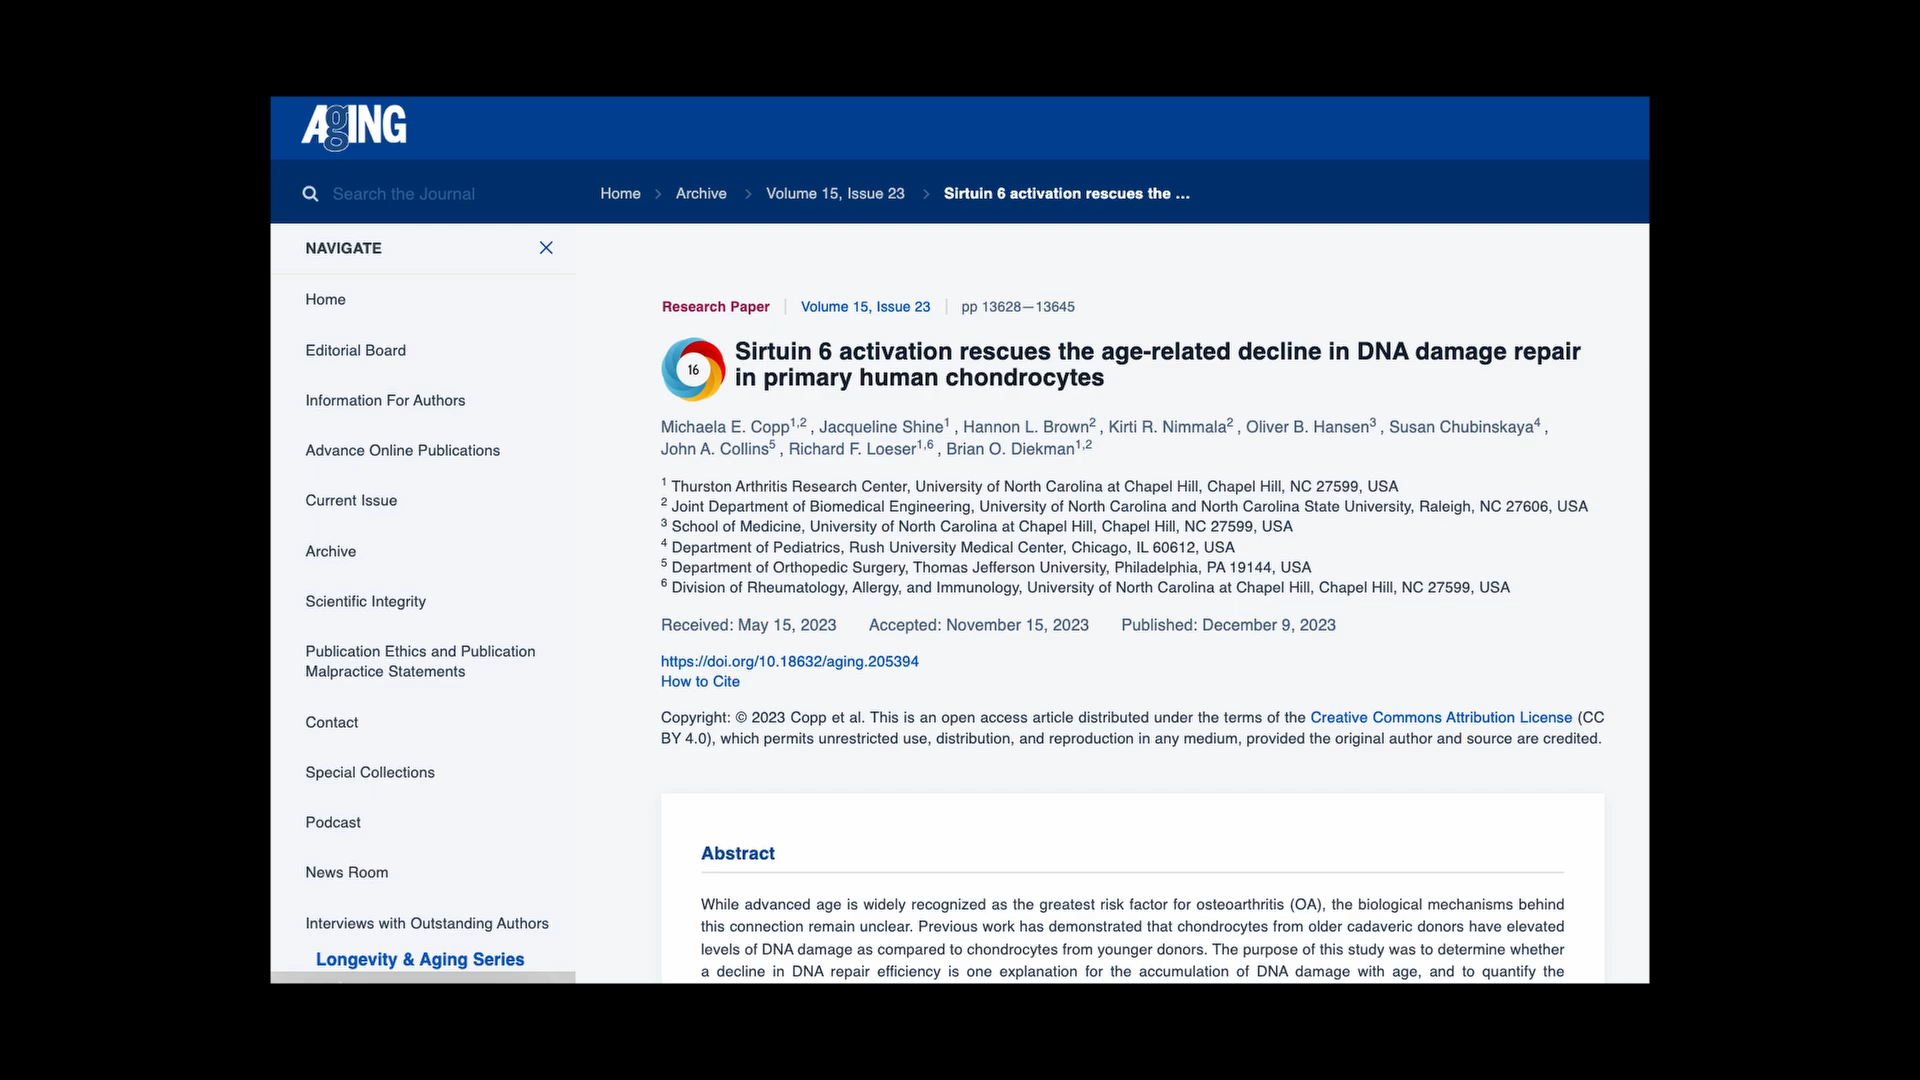 AgING
Search the Journal
Home > Archive > Volume 15, Issue 23 > Sirtuin 6 activation rescues the ...
NAVIGATE
Home
Editorial Board
Information For Authors
Advance Online Publications
Current Issue
Archive
Scientific Integrity
Publication Ethics and Publication
Malpractice Statements
Contact
Special Collections
Podcast
News Room
Interviews with Outstanding Authors
Longevity & Aging Series
Research Paper | Volume 15, Issue 23 | pp 13628—13645
16
Sirtuin 6 activation rescues the age-related decline in DNA damage repair
in primary human chondrocytes
Michaela E. Copp1,2 , Jacqueline Shine1 , Hannon L. Brown2 , Kirti R. Nimmala2 , Oliver B. Hansen3 , Susan Chubinskaya4 ,
John A. Collins5 , Richard F. Loeser1,6 , Brian O. Diekman1,2
1 Thurston Arthritis Research Center, University of North Carolina at Chapel Hill, Chapel Hill, NC 27599, USA
2 Joint Department of Biomedical Engineering, University of North Carolina and North Carolina State University, Raleigh, NC 27606, USA
3 School of Medicine, University of North Carolina at Chapel Hill, Chapel Hill, NC 27599, USA
4 Department of Pediatrics, Rush University Medical Center, Chicago, IL 60612, USA
5 Department of Orthopedic Surgery, Thomas Jefferson University, Philadelphia, PA 19144, USA
6 Division of Rheumatology, Allergy, and Immunology, University of North Carolina at Chapel Hill, Chapel Hill, NC 27599, USA
Received: May 15, 2023 Accepted: November 15, 2023 Published: December 9, 2023
https://doi.org/10.18632/aging.205394
How to Cite
Copyright: © 2023 Copp et al. This is an open access article distributed under the terms of the Creative Commons Attribution License (CC
BY 4.0), which permits unrestricted use, distribution, and reproduction in any medium, provided the original author and source are credited.
Abstract
While advanced age is widely recognized as the greatest risk factor for osteoarthritis (OA), the biological mechanisms behind
this connection remain unclear. Previous work has demonstrated that chondrocytes from older cadaveric donors have elevated
levels of DNA damage as compared to chondrocytes from younger donors. The purpose of this study was to determine whether
a decline in DNA repair efficiency is one explanation for the accumulation of DNA damage with age, and to quantify the